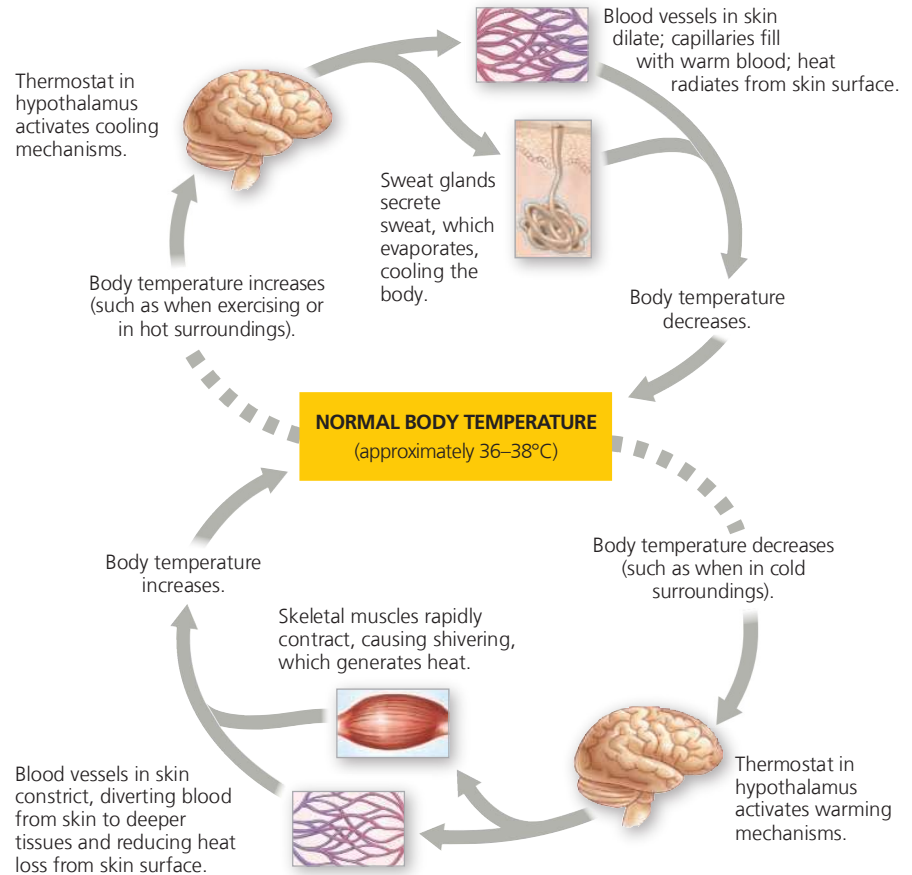 Thermostat in
hypothalamus
activates cooling
mechanisms.
Blood vessels in skin
dilate; capillaries fill
with warm blood; heat
radiates from skin surface.
Sweat glands
secrete
sweat, which
evaporates,
cooling the
body.
Body temperature increases
(such as when exercising or
in hot surroundings).
Body temperature
decreases.
NORMAL BODY TEMPERATURE
(approximately 36–38°C)
Body temperature
increases.
Body temperature decreases
(such as when in cold
surroundings).
Skeletal muscles rapidly
contract, causing shivering,
which generates heat.
Blood vessels in skin
constrict, diverting blood
from skin to deeper
tissues and reducing heat
loss from skin surface.
Thermostat in
hypothalamus
activates warming
mechanisms.